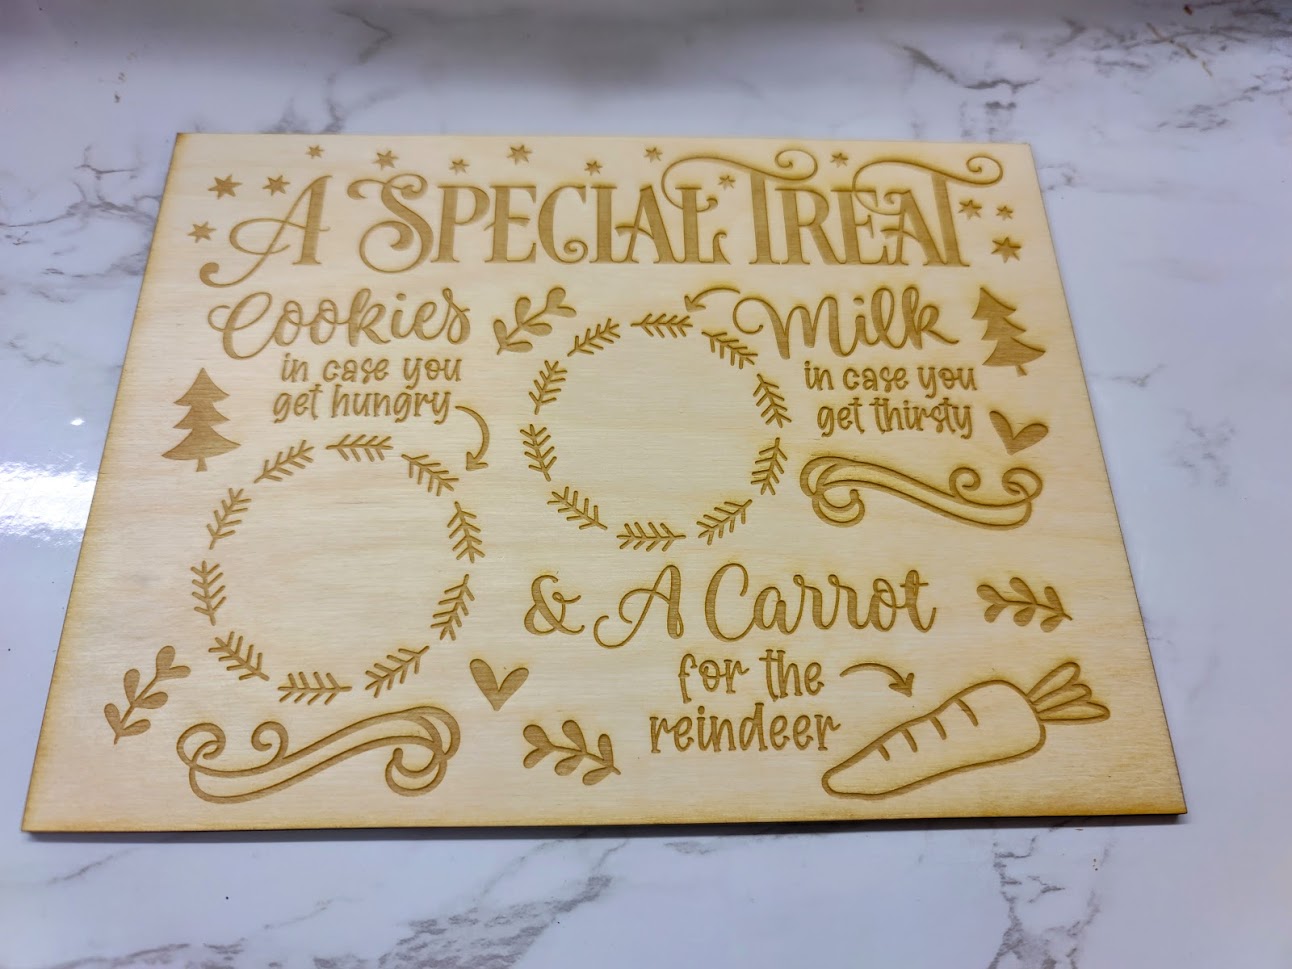 A SPECIAL TREAT
Cookies
in case you
get hungry
Milk
in case you
get thirsty
& A Carrot
for the
reindeer